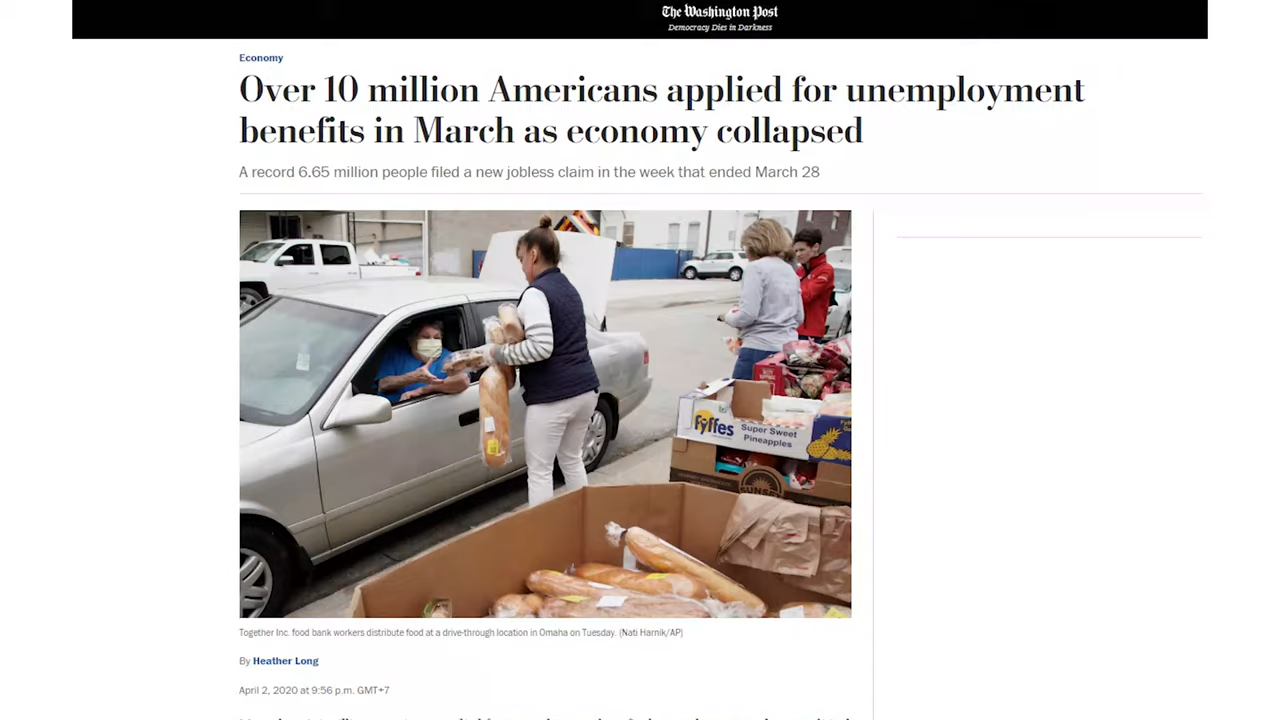 The Washington Post
Democracy Dies in Darkness
Economy
Over 10 million Americans applied for unemployment
benefits in March as economy collapsed
A record 6.65 million people filed a new jobless claim in the week that ended March 28
fyffes
Super Sweet
Pineapples
Together Inc. food bank workers distribute food at a drive-through location in Omaha on Tuesday. (Nati Harnik/AP)
By Heather Long
April 2, 2020 at 9:56 p.m. GMT+7